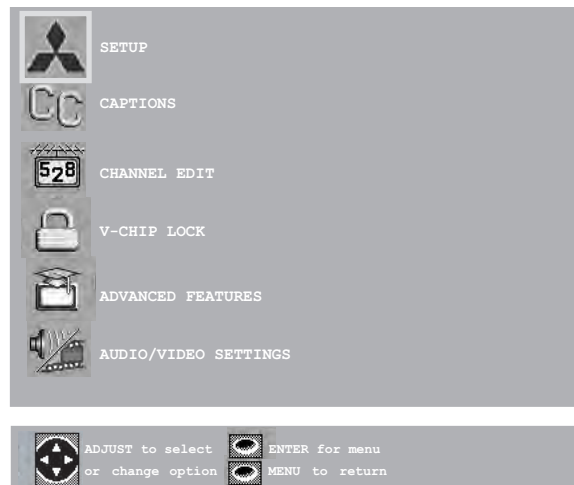 SETUP
CC
CAPTIONS
528
CHANNEL EDIT
V-CHIP LOCK
ADVANCED FEATURES
AUDIO/VIDEO SETTINGS
ADJUST to select ENTER for menu
or change option MENU to return